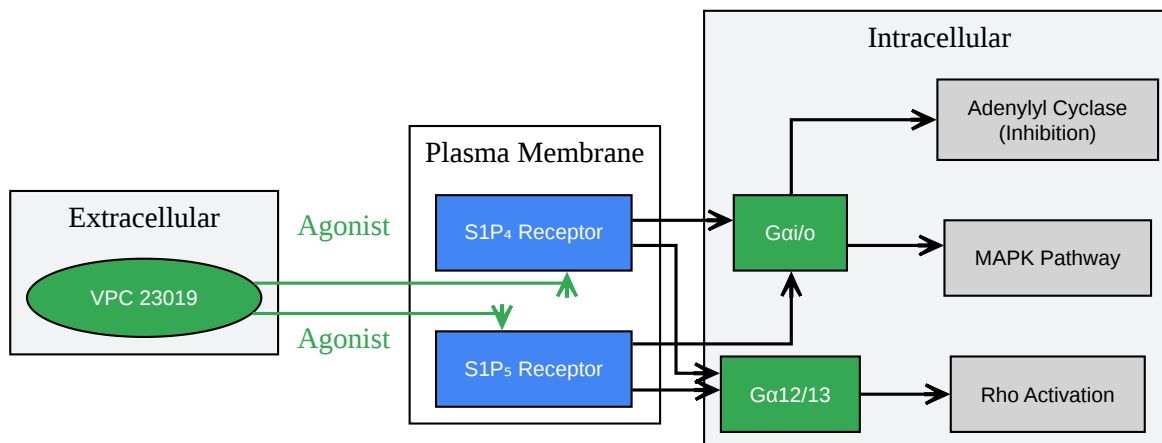 Intracellular
Adenylyl Cyclase
(Inhibition)
Plasma Membrane
Extracellular
Agonist
S1P₄ Receptor
Gαi/o
MAPK Pathway
VPC 23019
Agonist
S1P₅ Receptor
Gα12/13
Rho Activation